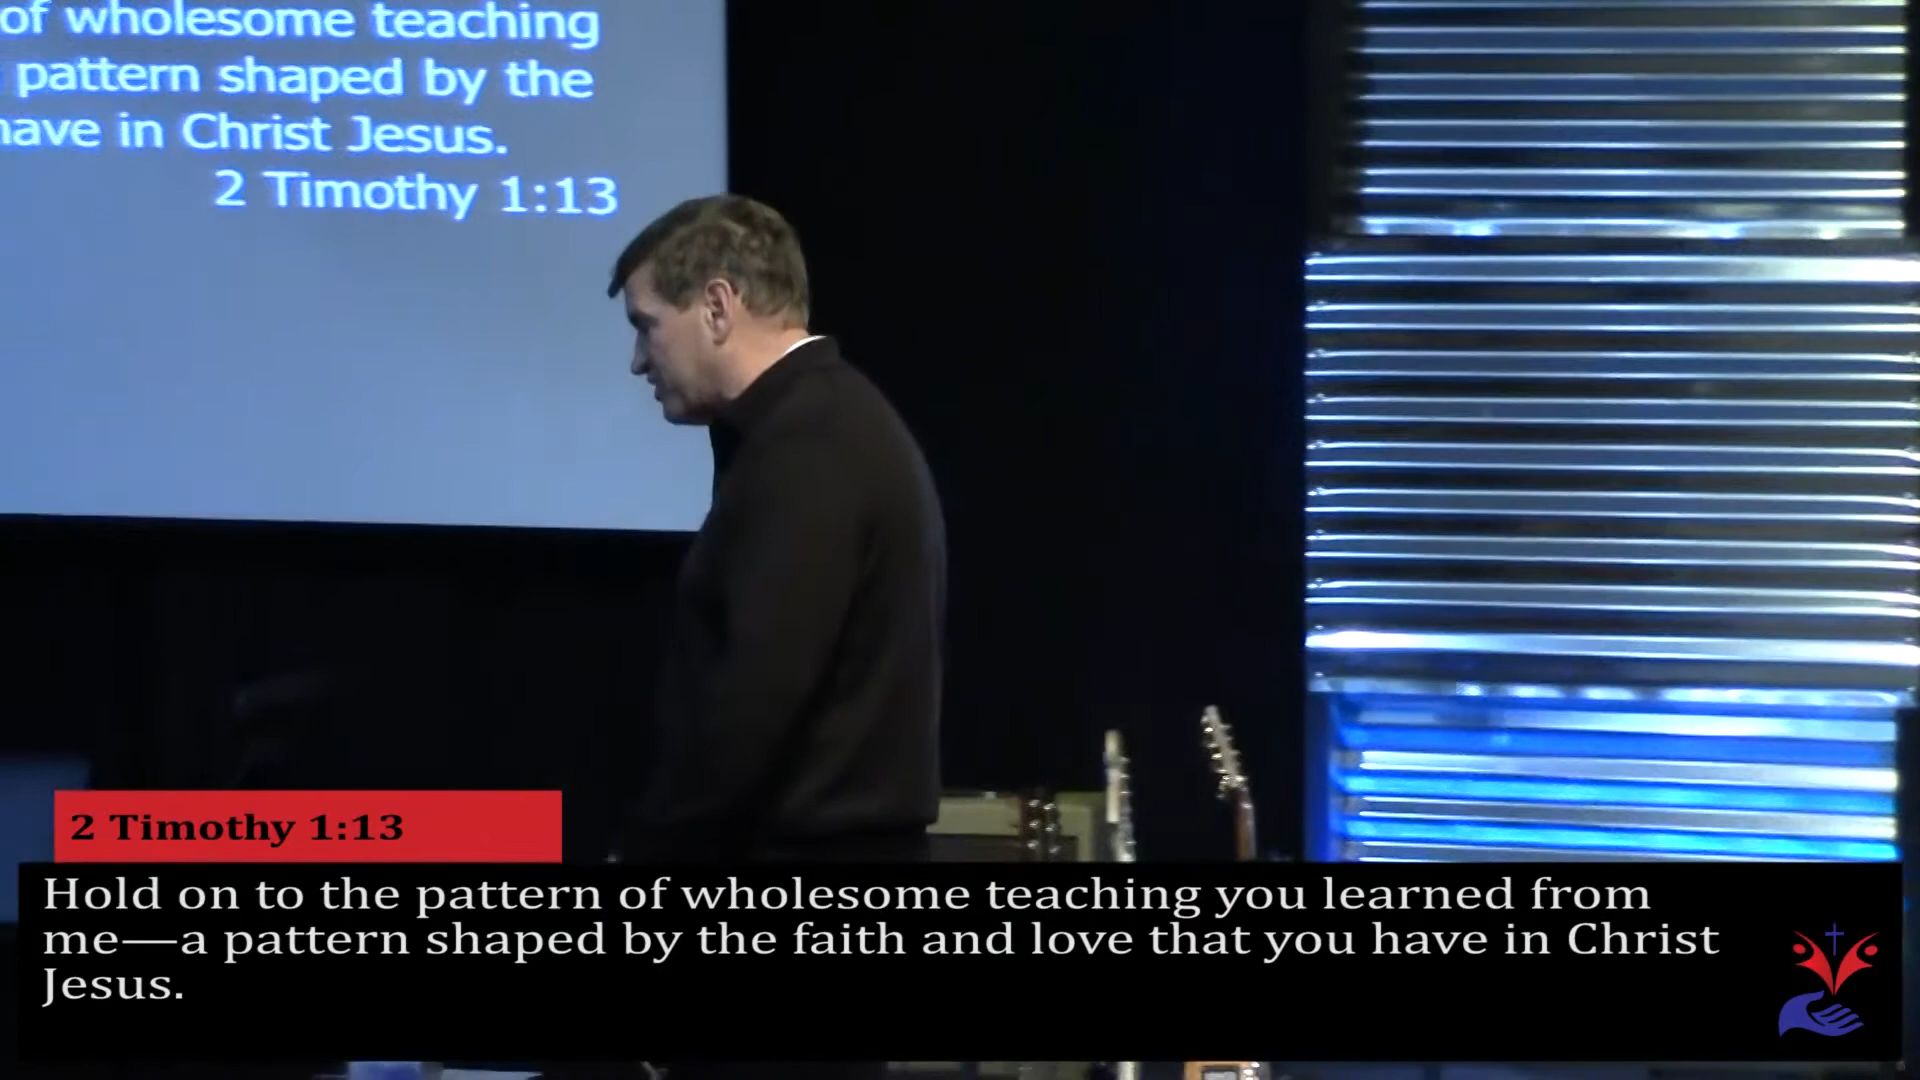 of wholesome teaching
pattern shaped by the
have in Christ Jesus.
2 Timothy 1:13
2 Timothy 1:13
Hold on to the pattern of wholesome teaching you learned from
me—a pattern shaped by the faith and love that you have in Christ
Jesus.